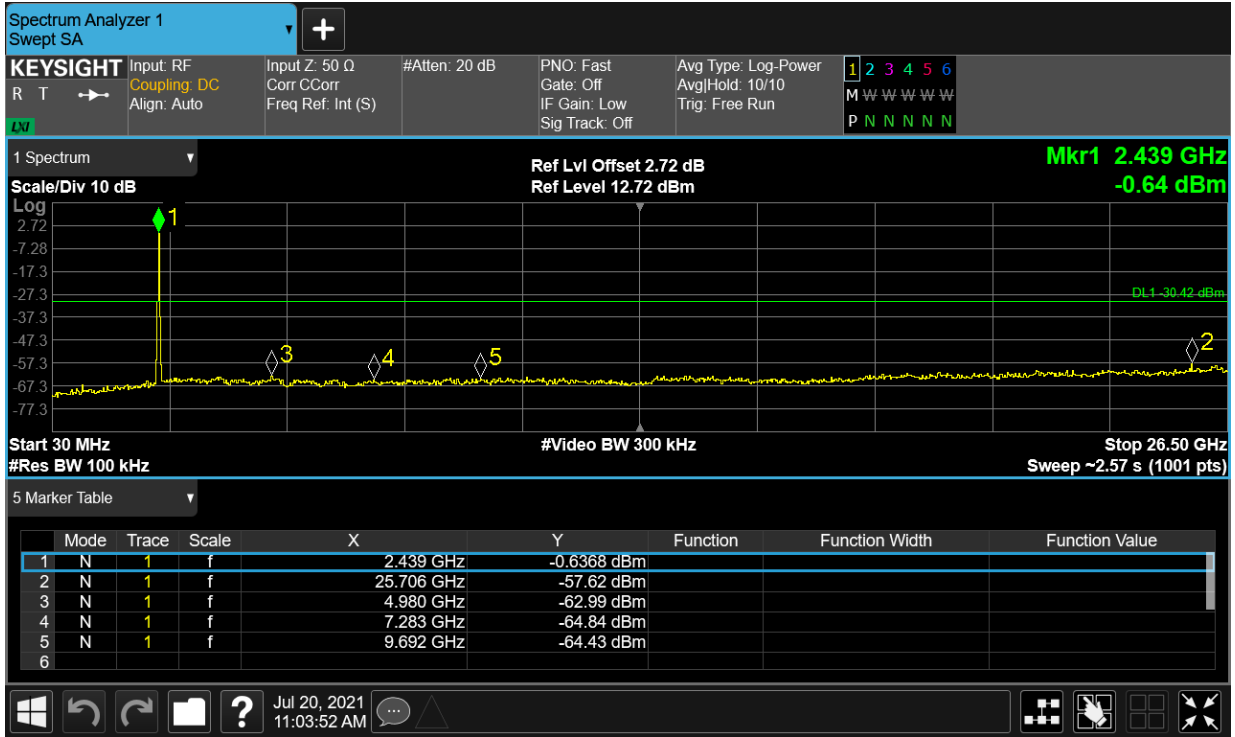 Spectrum Analyzer 1
Swept SA
KEYSIGHT
R T
LXI
Input: RF
Coupling: DC
Align: Auto
Input Z: 50 Ω
Corr CCorr
Freq Ref: Int (S)
#Atten: 20 dB
PNO: Fast
Gate: Off
IF Gain: Low
Sig Track: Off
Avg Type: Log-Power
Avg|Hold: 10/10
Trig: Free Run
1 2 3 4 5 6
M W W W W W
P N N N N N
1 Spectrum
Scale/Div 10 dB
Ref Lvl Offset 2.72 dB
Ref Level 12.72 dBm
Mkr1 2.439 GHz
-0.64 dBm
Log
2.72
-7.28
-17.3
-27.3
-37.3
-47.3
-57.3
-67.3
-77.3
1
DL1 -30.42 dBm
2
3
4
5
Start 30 MHz
#Res BW 100 kHz
#Video BW 300 kHz
Stop 26.50 GHz
Sweep ~2.57 s (1001 pts)
5 Marker Table
Mode Trace Scale X Y Function Function Width Function Value
1 N 1 f 2.439 GHz -0.6368 dBm
2 N 1 f 25.706 GHz -57.62 dBm
3 N 1 f 4.980 GHz -62.99 dBm
4 N 1 f 7.283 GHz -64.84 dBm
5 N 1 f 9.692 GHz -64.43 dBm
6
?
Jul 20, 2021
11:03:52 AM